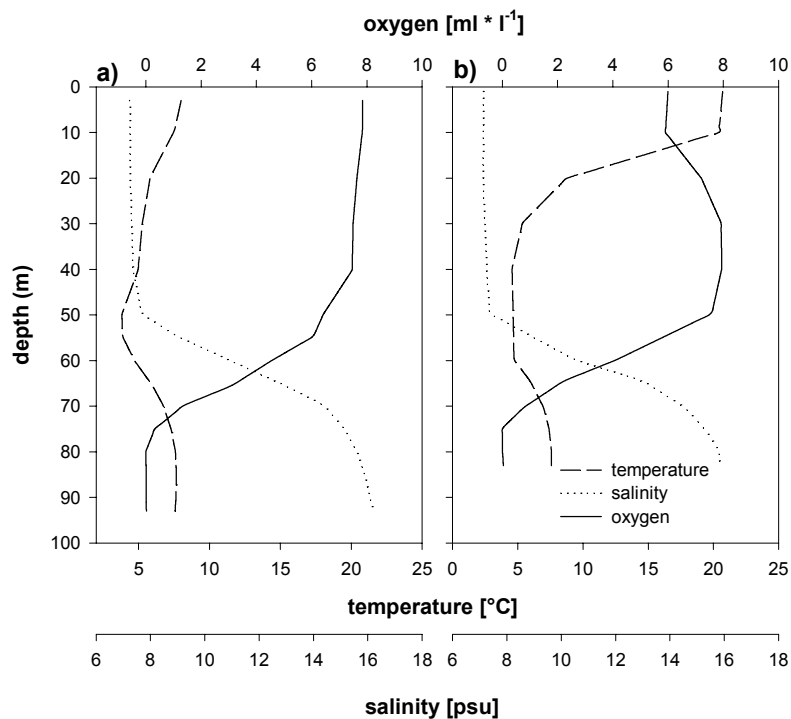 oxygen [ml * l-1]
a) 0 2 4 6 8 10
b) 0 2 4 6 8 10
0
10
20
30
40
50
60
70
80
90
100
depth (m)
temperature
salinity
oxygen
5 10 15 20 25
0 5 10 15 20 25
temperature [°C]
6 8 10 12 14 16 18
6 8 10 12 14 16 18
salinity [psu]